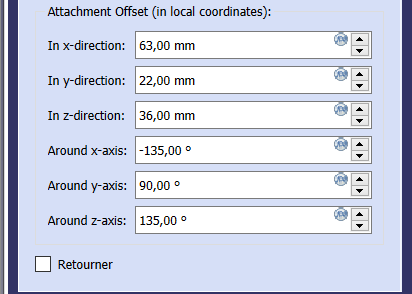 Attachment Offset (in local coordinates):
In x-direction: 63,00 mm
In y-direction: 22,00 mm
In z-direction: 36,00 mm
Around x-axis: -135,00 °
Around y-axis: 90,00 °
Around z-axis: 135,00 °
Retourner